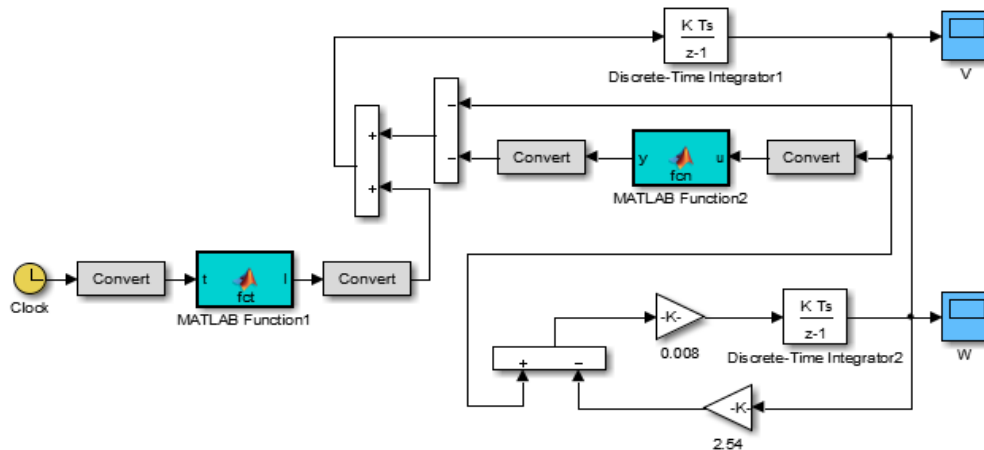 K Ts
z-1
Discrete-Time Integrator1
V
−
+
−
Convert
y
fcn
u
Convert
MATLAB Function2
+
Clock
Convert
t
fct
I
Convert
MATLAB Function1
-K-
0.008
K Ts
z-1
Discrete-Time Integrator2
W
+
−
-K-
2.54